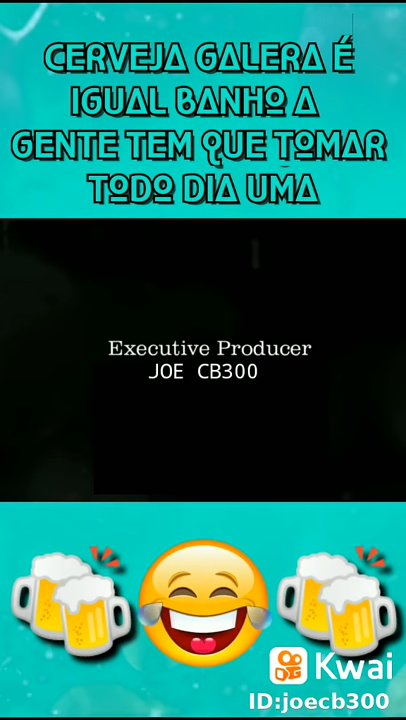 CERVEJA GALERA É
IGUAL BANHO A
GENTE TEM QUE TOMAR
TODO DIA UMA
Executive Producer
JOE CB300
Kwai
ID:joecb300